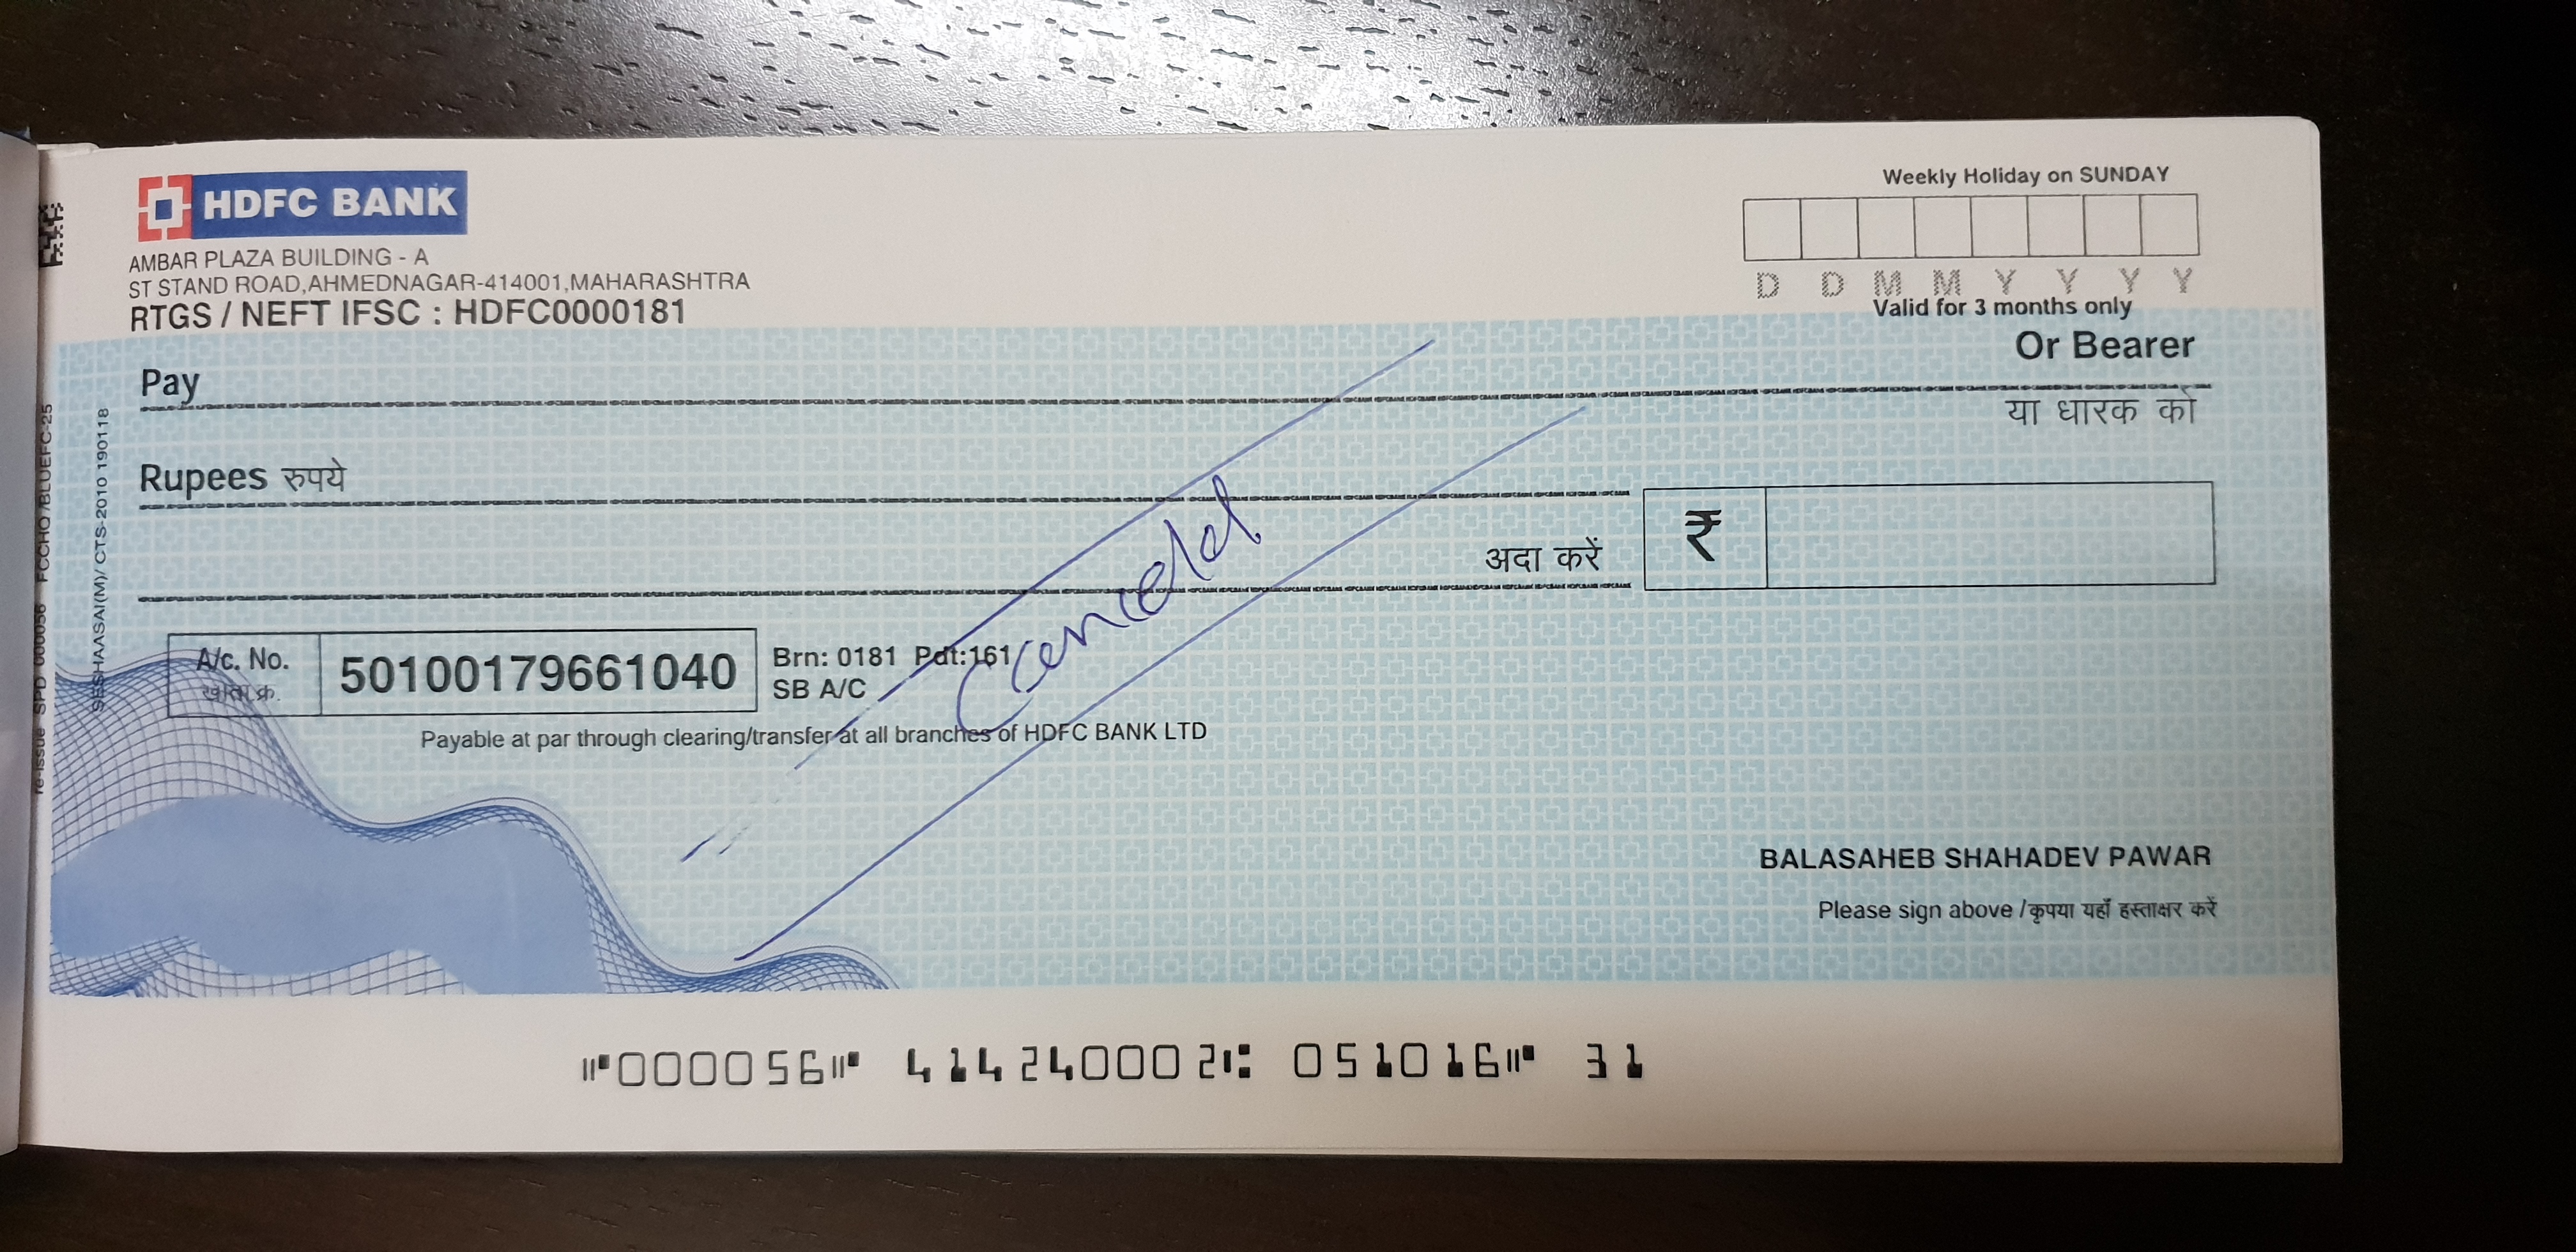 re-issue SPD 000056 FCCHQ /BLUEFC-25
SESHAASAI(M)/ CTS-2010 190118
HDFC BANK
AMBAR PLAZA BUILDING - A
ST STAND ROAD,AHMEDNAGAR-414001,MAHARASHTRA
RTGS / NEFT IFSC : HDFC0000181
Weekly Holiday on SUNDAY
D D M M Y Y Y Y
Valid for 3 months only
Pay
Or Bearer
या धारक को
Rupees रुपये
अदा करें
₹
A/c. No.
खाता क्र.
50100179661040
Brn: 0181 Pdt:161
SB A/C
Canceld.
Payable at par through clearing/transfer at all branches of HDFC BANK LTD
BALASAHEB SHAHADEV PAWAR
Please sign above / कृपया यहाँ हस्ताक्षर करें
⑈000056⑈ 414240002⑆ 051016⑈ 31